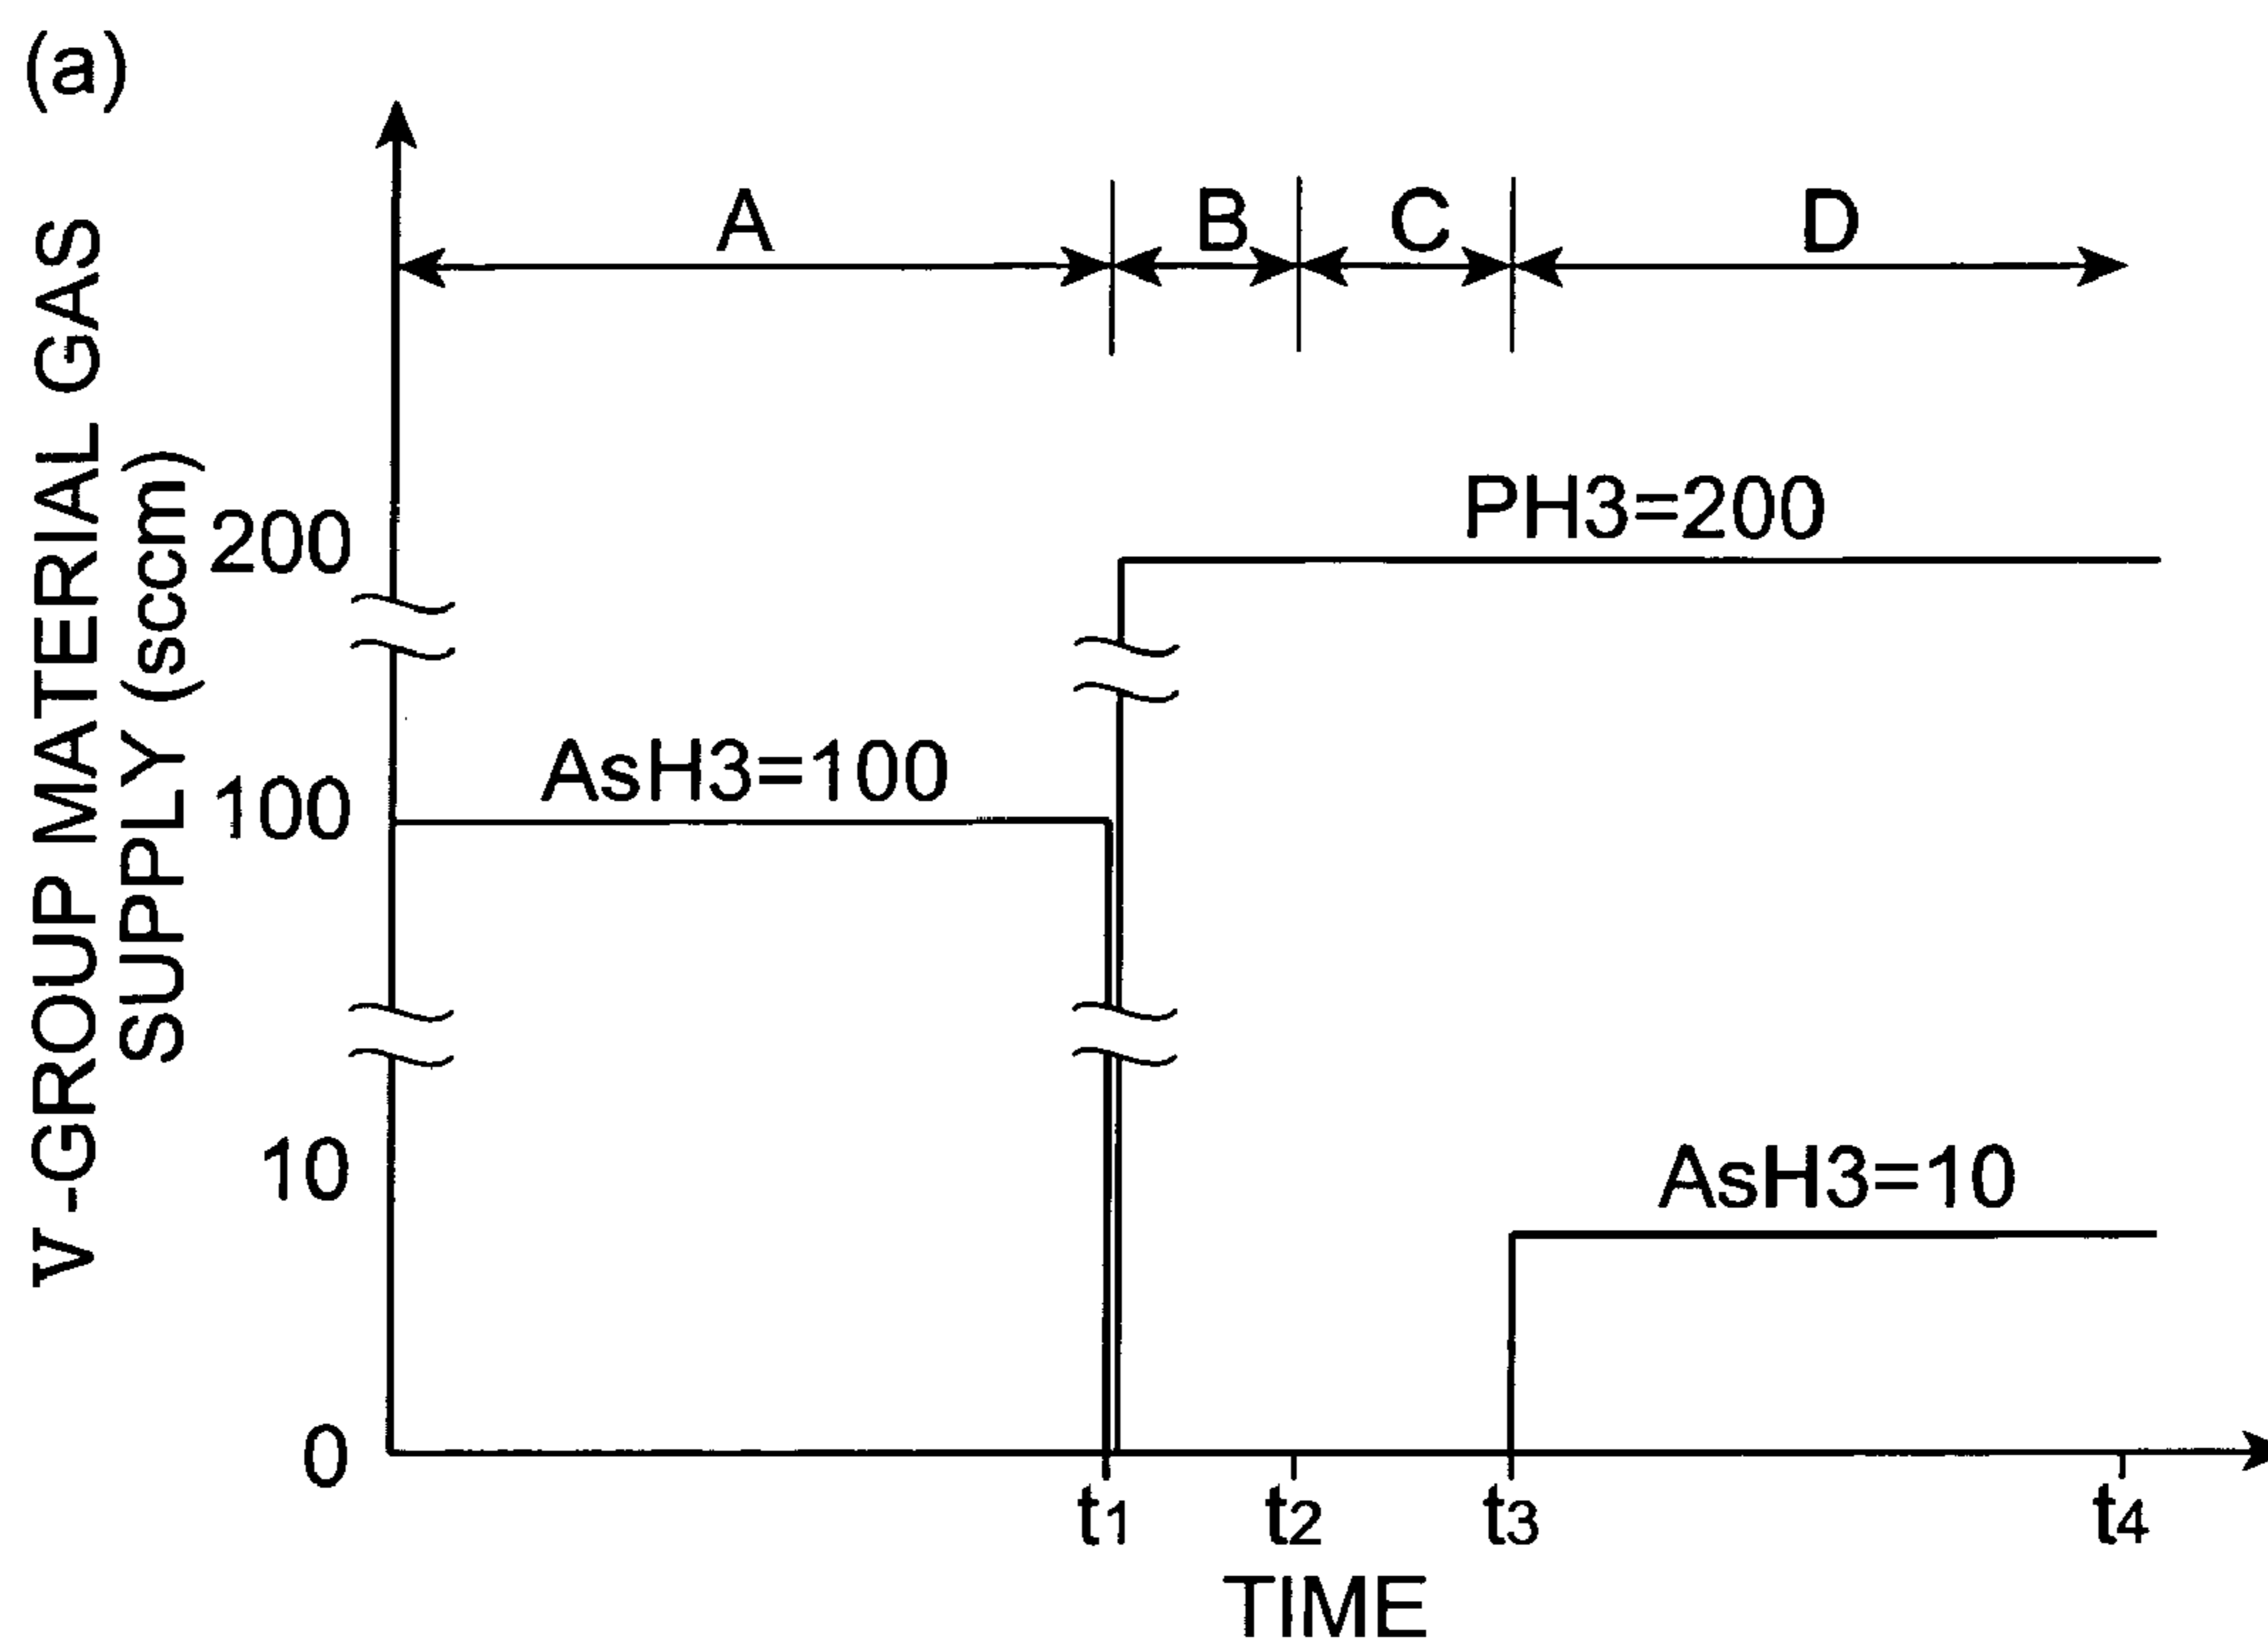 (a)
V-GROUP MATERIAL GAS
SUPPLY (sccm)
A
B
C
D
200
PH3=200
100
AsH3=100
10
AsH3=10
0
t1
t2
t3
t4
TIME